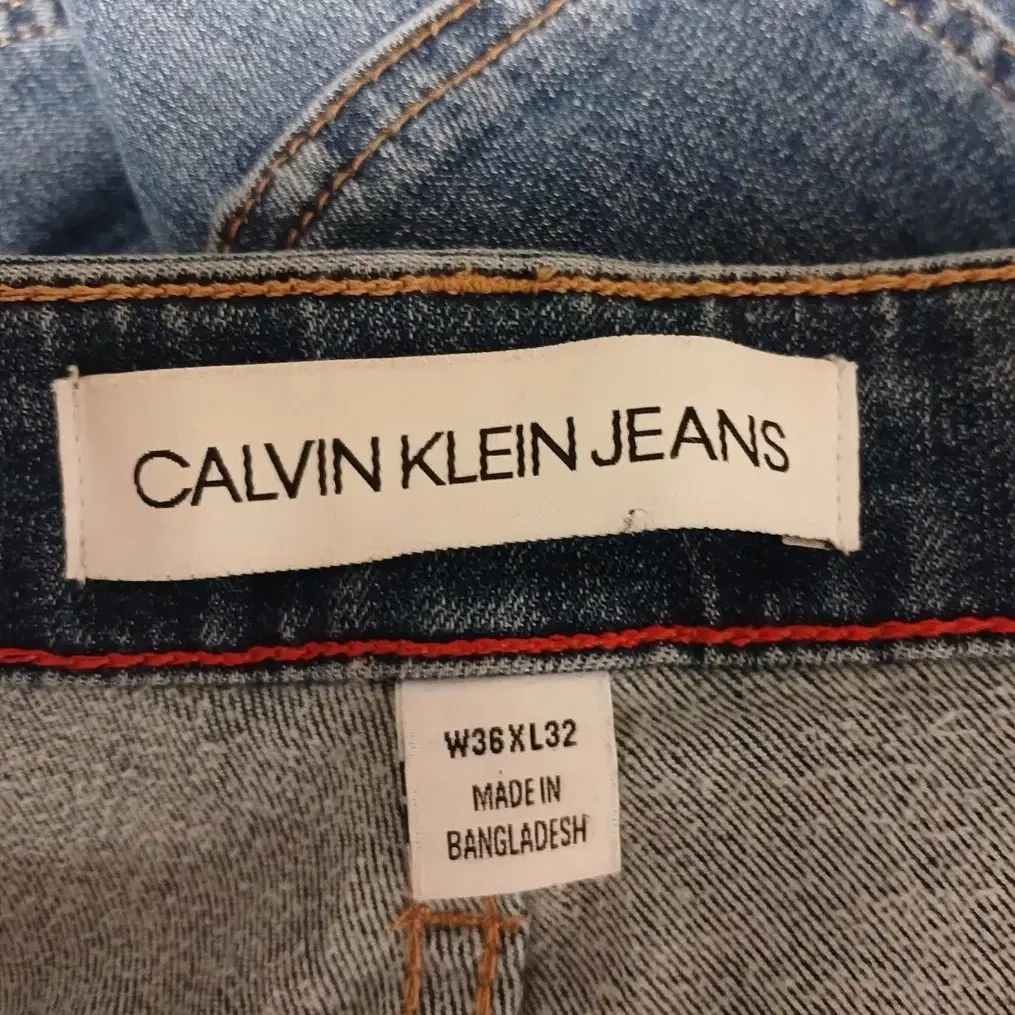 CALVIN KLEIN JEANS
W36XL32
MADE IN
BANGLADESH